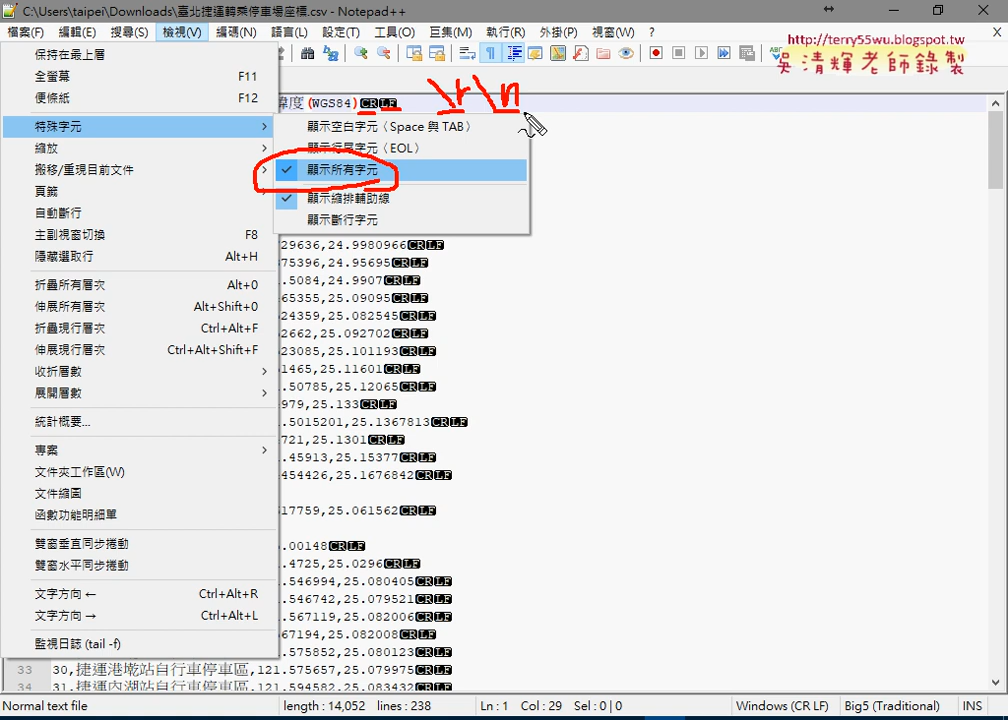 C:\Users\taipei\Downloads\臺北捷運轉乘停車場座標.csv - Notepad++
檔案(F) 編輯(E) 搜尋(S) 檢視(V) 編碼(N) 語言(L) 設定(T) 工具(O) 巨集(M) 執行(R) 外掛(P) 視窗(W) ? X
http://terry55wu.blogspot.tw
吳清輝老師錄製
\r\n
緯度(WGS84)CRLF
保持在最上層
全螢幕 F11
便條紙 F12
特殊字元
縮放
搬移/重現目前文件
頁籤
自動斷行
主副視窗切換 F8
隱藏選取行 Alt+H
折疊所有層次 Alt+0
伸展所有層次 Alt+Shift+0
折疊現行層次 Ctrl+Alt+F
伸展現行層次 Ctrl+Alt+Shift+F
收折層數
展開層數
統計概要...
專案
文件夾工作區(W)
文件縮圖
函數功能明細單
雙窗垂直同步捲動
雙窗水平同步捲動
文字方向 ← Ctrl+Alt+R
文字方向 → Ctrl+Alt+L
監視日誌 (tail -f)
顯示空白字元（Space 與 TAB）
顯示行尾字元（EOL）
顯示所有字元
顯示縮排輔助線
顯示斷行字元
29636,24.9980966CRLF
75396,24.95695CRLF
.5084,24.9907CRLF
65355,25.09095CRLF
24359,25.082545CRLF
2662,25.092702CRLF
23085,25.101193CRLF
61465,25.11601CRLF
.50785,25.12065CRLF
979,25.133CRLF
.5015201,25.1367813CRLF
721,25.1301CRLF
.45913,25.15377CRLF
454426,25.1676842CRLF
17759,25.061562CRLF
.00148CRLF
.4725,25.0296CRLF
.546994,25.080405CRLF
.546742,25.079521CRLF
.567119,25.082006CRLF
67194,25.082008CRLF
.575852,25.080123CRLF
33 30,捷運港墘站自行車停車區,121.575657,25.079975CRLF
34 31,捷運內湖站自行車停車區,121.594582,25.083432CRLF
Normal text file length : 14,052 lines : 238 Ln : 1 Col : 29 Sel : 0 | 0 Windows (CR LF) Big5 (Traditional) INS